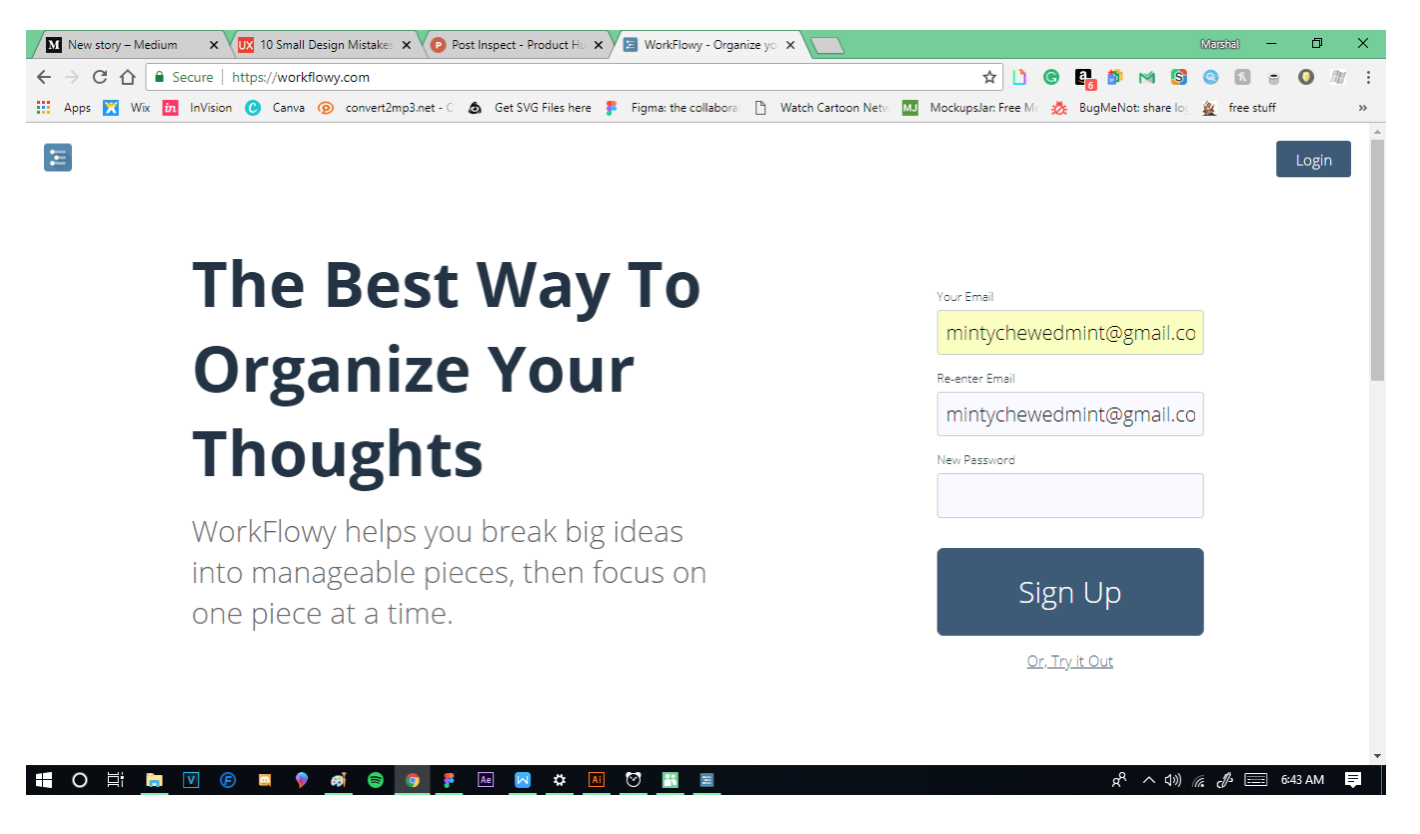 New story – Medium
10 Small Design Mistakes
Post Inspect - Product Hu
WorkFlowy - Organize yo
Marshal
Secure | https://workflowy.com
Apps
Wix
InVision
Canva
convert2mp3.net - C
Get SVG Files here
Figma: the collabora
Watch Cartoon Netw
MockupsJar: Free Mo
BugMeNot: share log
free stuff
Login
The Best Way To
Organize Your
Thoughts
WorkFlowy helps you break big ideas
into manageable pieces, then focus on
one piece at a time.
Your Email
mintychewedmint@gmail.co
Re-enter Email
mintychewedmint@gmail.co
New Password
Sign Up
Or, Try it Out
6:43 AM